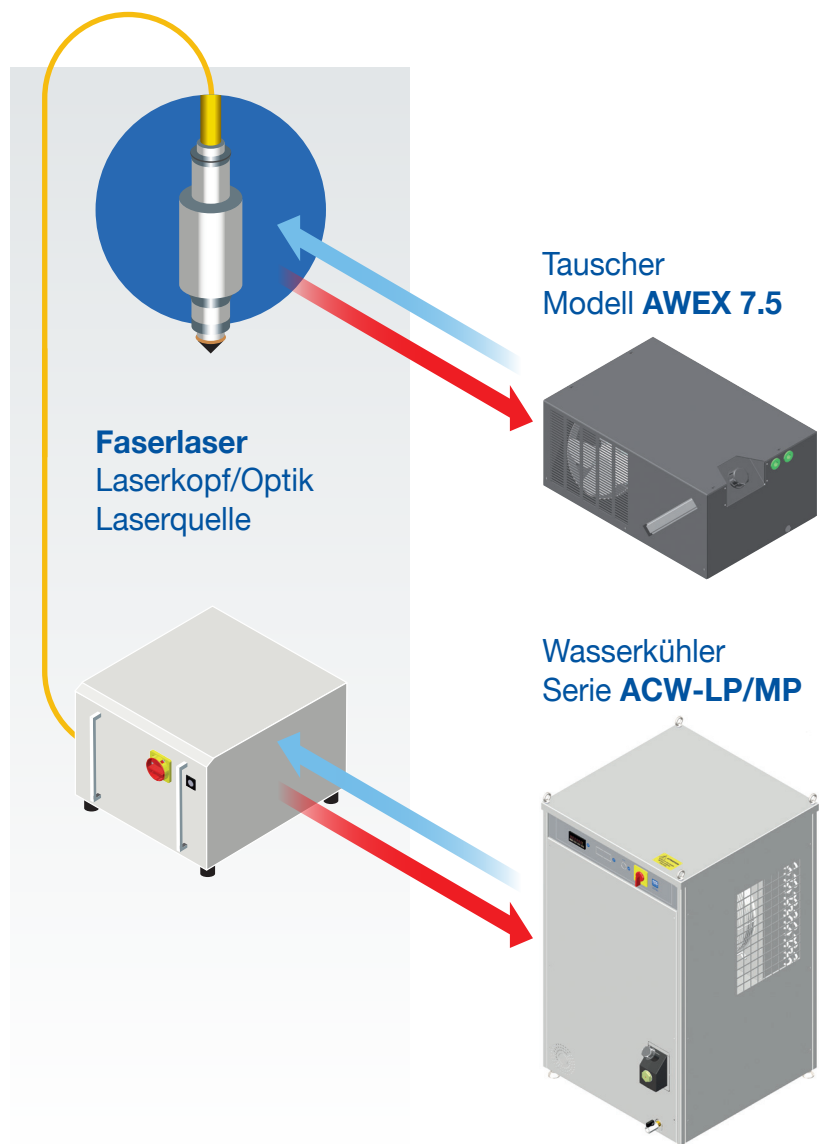 Tauscher
Modell AWEX 7.5
Faserlaser
Laserkopf/Optik
Laserquelle
Wasserkühler
Serie ACW-LP/MP